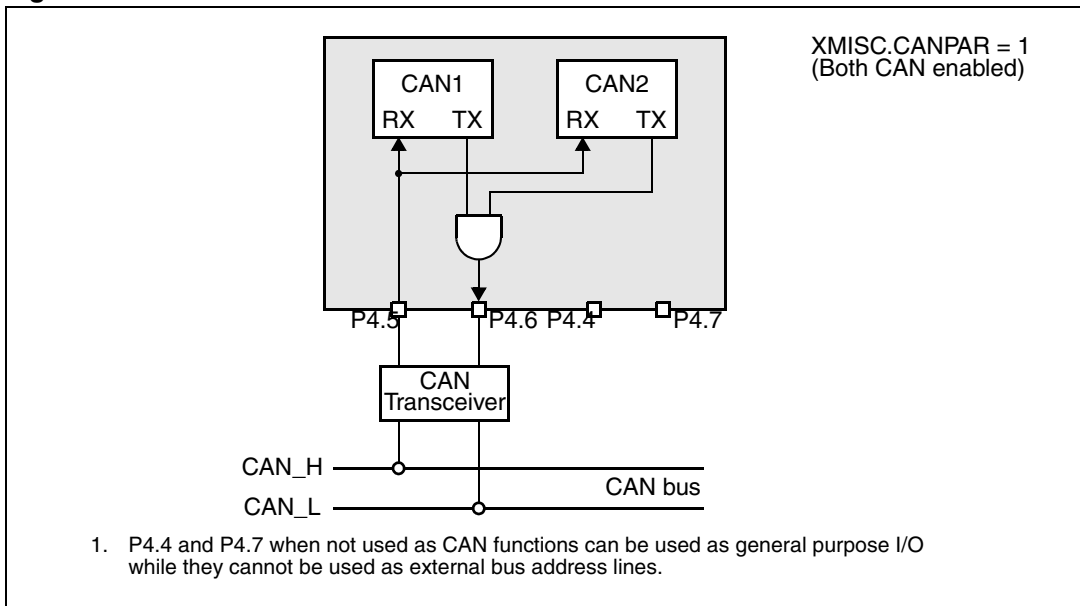 XMISC.CANPAR = 1
(Both CAN enabled)
CAN1
RX TX
CAN2
RX TX
P4.5
P4.6
P4.4
P4.7
CAN
Transceiver
CAN_H
CAN bus
CAN_L
1. P4.4 and P4.7 when not used as CAN functions can be used as general purpose I/O
while they cannot be used as external bus address lines.